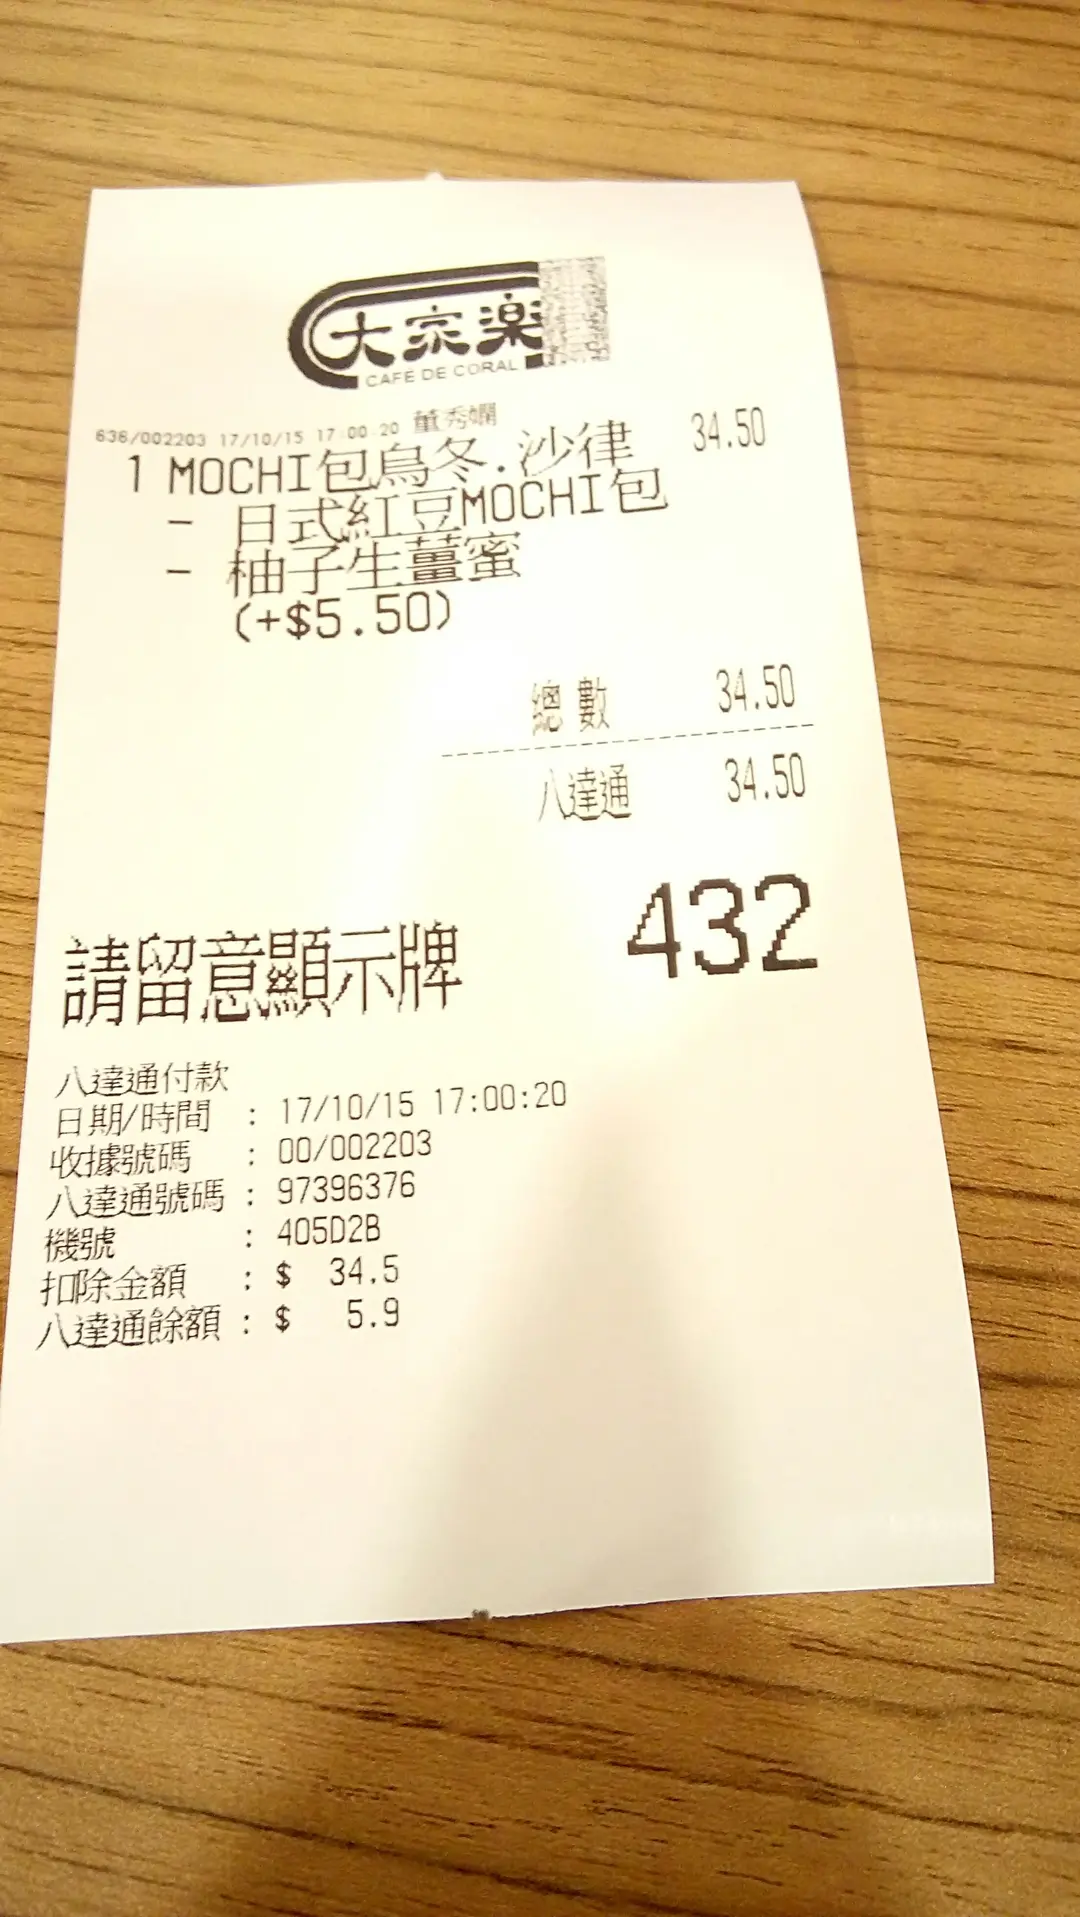 大家樂
CAFÉ DE CORAL
636/002203 17/10/15 17:00:20 董秀嫻
1 MOCHI包烏冬.沙律 34.50
- 日式紅豆MOCHI包
- 柚子生薑蜜
(+$5.50)
總數 34.50
八達通 34.50
請留意顯示牌 432
八達通付款
日期/時間 : 17/10/15 17:00:20
收據號碼 : 00/002203
八達通號碼 : 97396376
機號 : 405D2B
扣除金額 : $ 34.5
八達通餘額 : $ 5.9